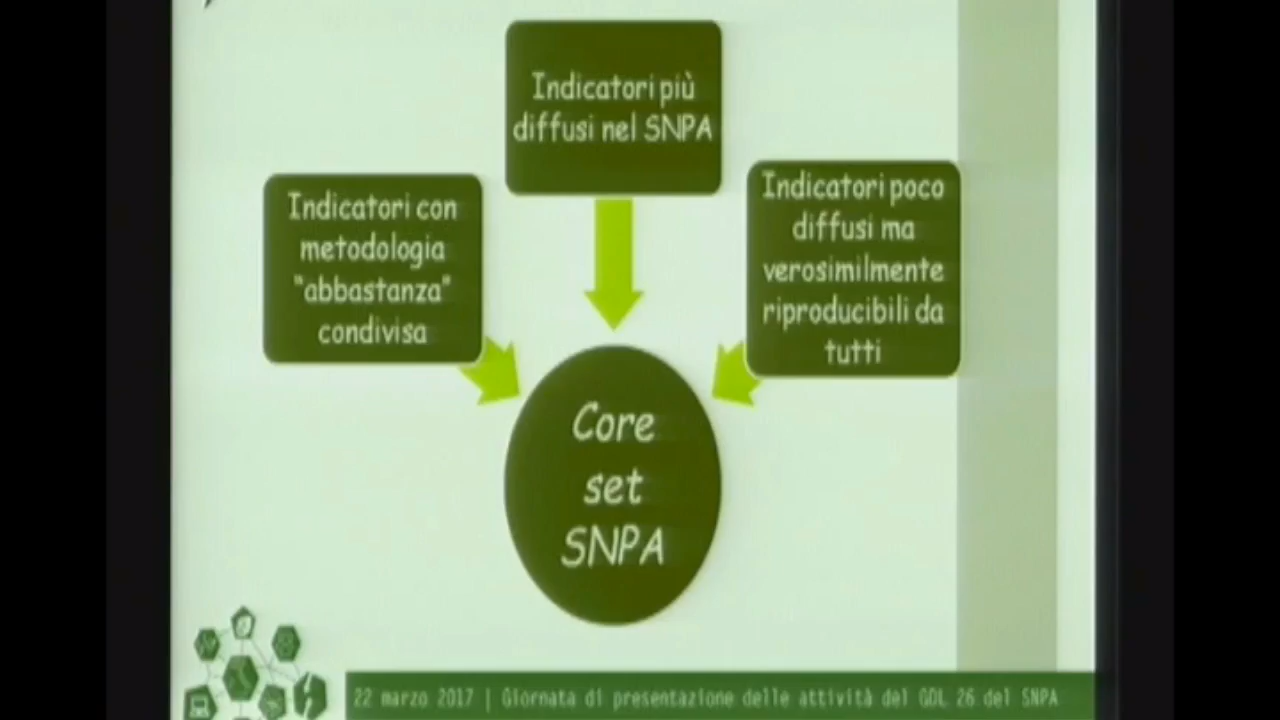 Indicatori più
diffusi nel SNPA
Indicatori con
metodologia
"abbastanza"
condivisa
Indicatori poco
diffusi ma
verosimilmente
riproducibili da
tutti
Core
set
SNPA
22 marzo 2017 | Giornata di presentazione delle attività del GDL 26 del SNPA